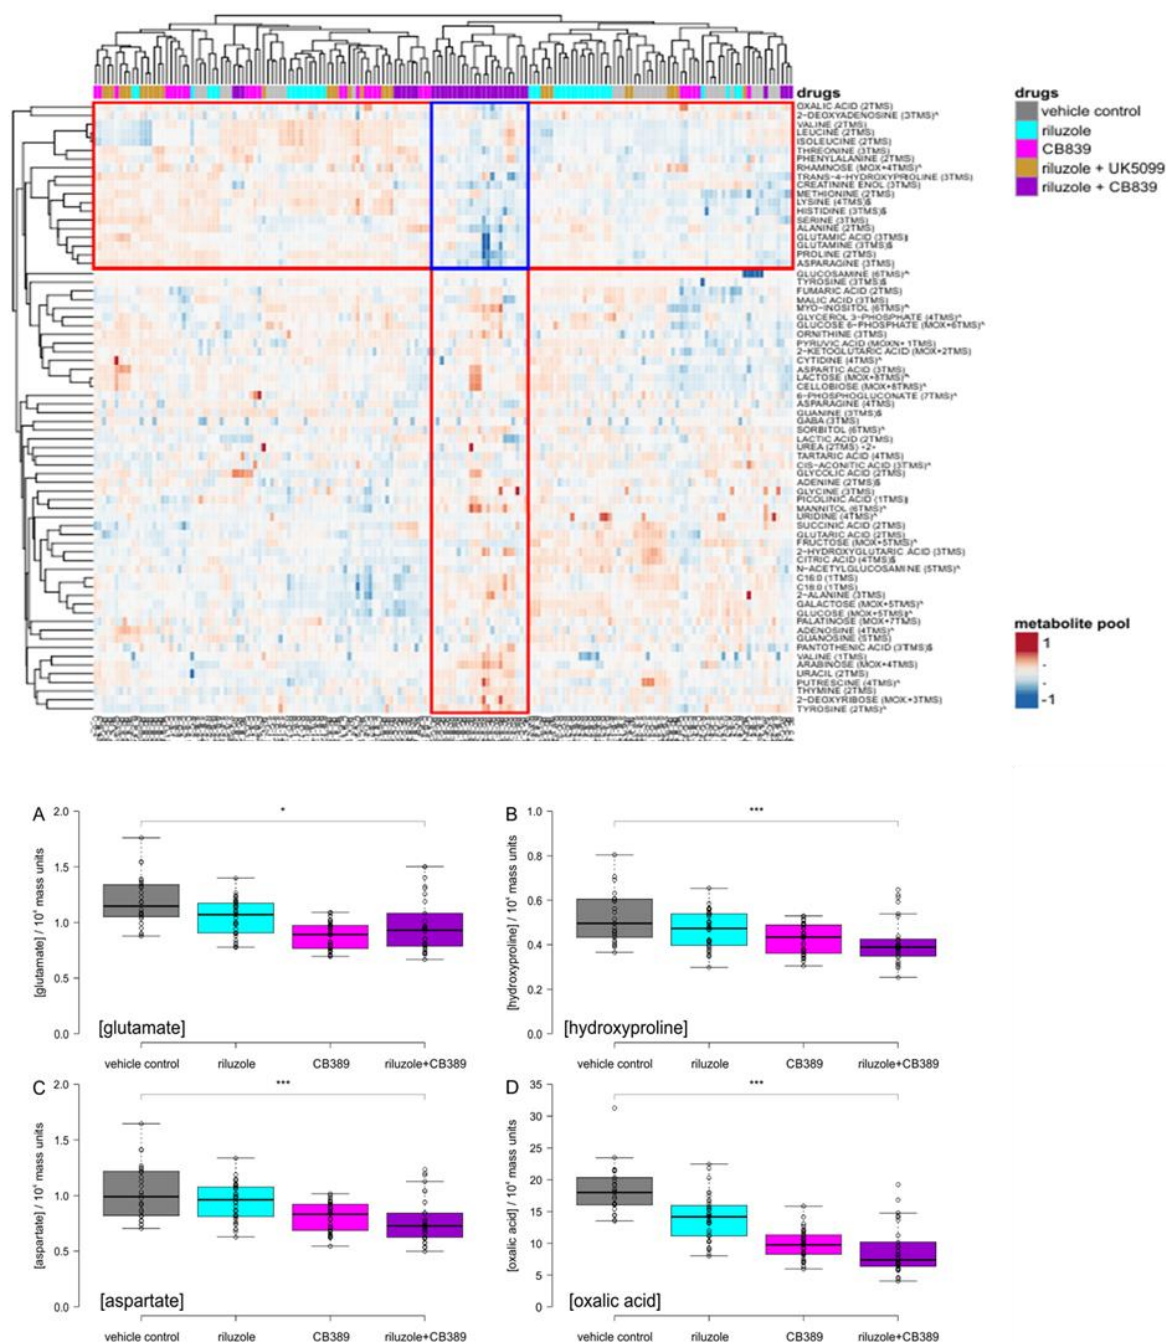 drugs
OXALIC ACID (2TMS)
2-DEOXYADENOSINE (3TMS)^
VALINE (2TMS)
LEUCINE (2TMS)
ISOLEUCINE (2TMS)
THREONINE (3TMS)
PHENYLALANINE (2TMS)
RHAMNOSE (MOX+4TMS)^
TRANS-4-HYDROXYPROLINE (3TMS)
CREATININE ENOL (3TMS)
METHIONINE (2TMS)
LYSINE (4TMS)$
HISTIDINE (3TMS)$
SERINE (3TMS)
ALANINE (2TMS)
GLUTAMIC ACID (3TMS)
GLUTAMINE (3TMS)$
PROLINE (2TMS)
ASPARAGINE (3TMS)
GLUCOSAMINE (6TMS)^
TYROSINE (3TMS)$
FUMARIC ACID (2TMS)
MALIC ACID (3TMS)
MYO-INOSITOL (6TMS)^
GLYCEROL 3-PHOSPHATE (4TMS)^
GLUCOSE 6-PHOSPHATE (MOX+6TMS)^
ORNITHINE (3TMS)
PYRUVIC ACID (MOXN+ 1TMS)
2-KETOGLUTARIC ACID (MOX+2TMS)
CYTIDINE (4TMS)^
ASPARTIC ACID (3TMS)
LACTOSE (MOX+8TMS)^
CELLOBIOSE (MOX+8TMS)^
6-PHOSPHOGLUCONATE (7TMS)^
ASPARAGINE (4TMS)
GUANINE (3TMS)$
GABA (3TMS)
SORBITOL (6TMS)^
LACTIC ACID (2TMS)
UREA (2TMS) -2-
TARTARIC ACID (4TMS)
CIS-ACONITIC ACID (3TMS)^
GLYCOLIC ACID (2TMS)
ADENINE (2TMS)$
GLYCINE (3TMS)
PICOLINIC ACID (1TMS)
MANNITOL (6TMS)^
URIDINE (4TMS)^
SUCCINIC ACID (2TMS)
GLUTARIC ACID (2TMS)
FRUCTOSE (MOX+5TMS)^
2-HYDROXYGLUTARIC ACID (3TMS)
CITRIC ACID (4TMS)$
N-ACETYLGLUCOSAMINE (5TMS)^
C16:0 (1TMS)
C18:0 (1TMS)
2-ALANINE (3TMS)
GALACTOSE (MOX+5TMS)^
GLUCOSE (MOX+5TMS)^
PALATINOSE (MOX+7TMS)
ADENOSINE (4TMS)^
GUANOSINE (5TMS)
PANTOTHENIC ACID (3TMS)$
VALINE (1TMS)
ARABINOSE (MOX+4TMS)
URACIL (2TMS)
PUTRESCINE (4TMS)^
THYMINE (2TMS)
2-DEOXYRIBOSE (MOX+3TMS)
TYROSINE (2TMS)^
drugs
vehicle control
riluzole
CB839
riluzole + UK5099
riluzole + CB839
metabolite pool
1
-
-
-1
A
2.0
1.5
1.0
0.5
0.0
[glutamate] / 10⁴ mass units
*
[glutamate]
vehicle control riluzole CB389 riluzole+CB389
B
1.0
0.8
0.6
0.4
0.2
0
[hydroxyproline] / 10⁴ mass units
***
[hydroxyproline]
vehicle control riluzole CB389 riluzole+CB389
C
2.0
1.5
1.0
0.5
0.0
[aspartate] / 10⁴ mass units
***
[aspartate]
vehicle control riluzole CB389 riluzole+CB389
D
35
30
25
20
15
10
5
0
[oxalic acid] / 10⁴ mass units
***
[oxalic acid]
vehicle control riluzole CB389 riluzole+CB389